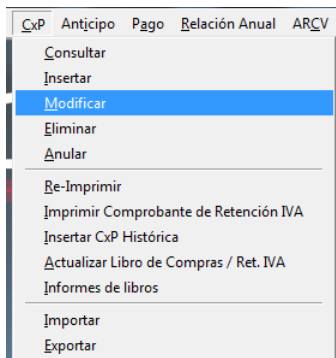 CxP Anticipo Pago Relación Anual ARCV
Consultar
Insertar
Modificar
Eliminar
Anular
Re-Imprimir
Imprimir Comprobante de Retención IVA
Insertar CxP Histórica
Actualizar Libro de Compras / Ret. IVA
Informes de libros
Importar
Exportar